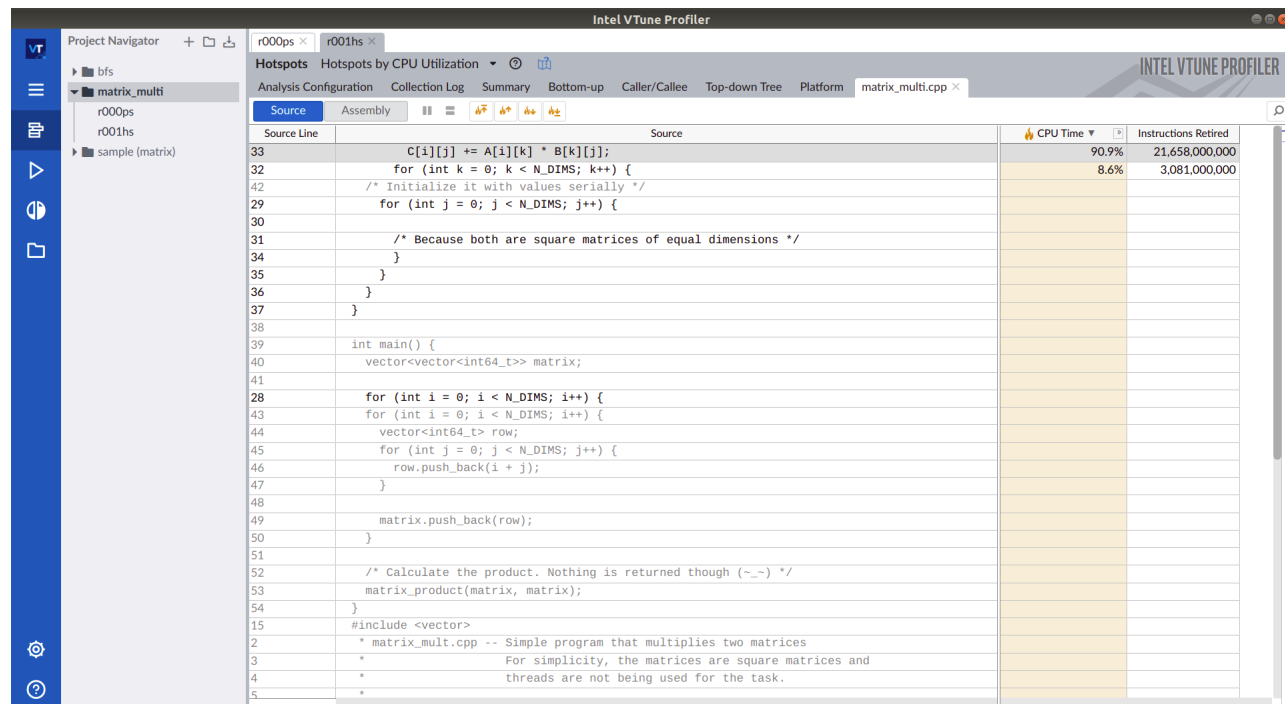 Intel VTune Profiler
VT
Project Navigator
r000ps × r001hs ×
Hotspots Hotspots by CPU Utilization
INTEL VTUNE PROFILER
Analysis Configuration Collection Log Summary Bottom-up Caller/Callee Top-down Tree Platform matrix_multi.cpp ×
bfs
matrix_multi
r000ps
r001hs
sample (matrix)
Source Assembly
Source Line Source CPU Time Instructions Retired
33 C[i][j] += A[i][k] * B[k][j]; 90.9% 21,658,000,000
32 for (int k = 0; k < N_DIMS; k++) { 8.6% 3,081,000,000
42 /* Initialize it with values serially */
29 for (int j = 0; j < N_DIMS; j++) {
30
31 /* Because both are square matrices of equal dimensions */
34 }
35 }
36 }
37 }
38
39 int main() {
40 vector<vector<int64_t>> matrix;
41
28 for (int i = 0; i < N_DIMS; i++) {
43 for (int i = 0; i < N_DIMS; i++) {
44 vector<int64_t> row;
45 for (int j = 0; j < N_DIMS; j++) {
46 row.push_back(i + j);
47 }
48
49 matrix.push_back(row);
50 }
51
52 /* Calculate the product. Nothing is returned though (~_~) */
53 matrix_product(matrix, matrix);
54 }
15 #include <vector>
2 * matrix_mult.cpp -- Simple program that multiplies two matrices
3 * For simplicity, the matrices are square matrices and
4 * threads are not being used for the task.
5 *